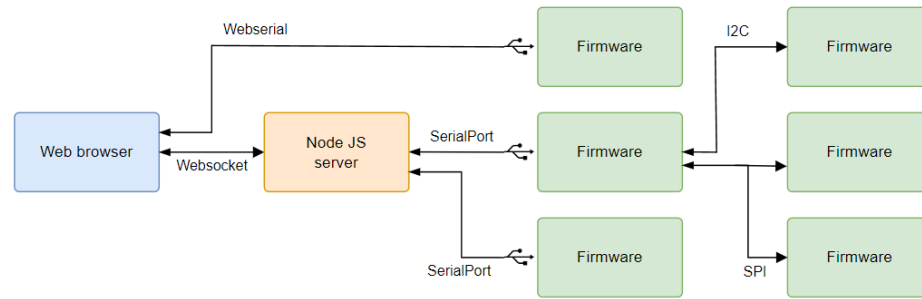 Webserial
Firmware
I2C
Firmware
Web browser
Websocket
Node JS
server
SerialPort
Firmware
Firmware
SerialPort
Firmware
SPI
Firmware